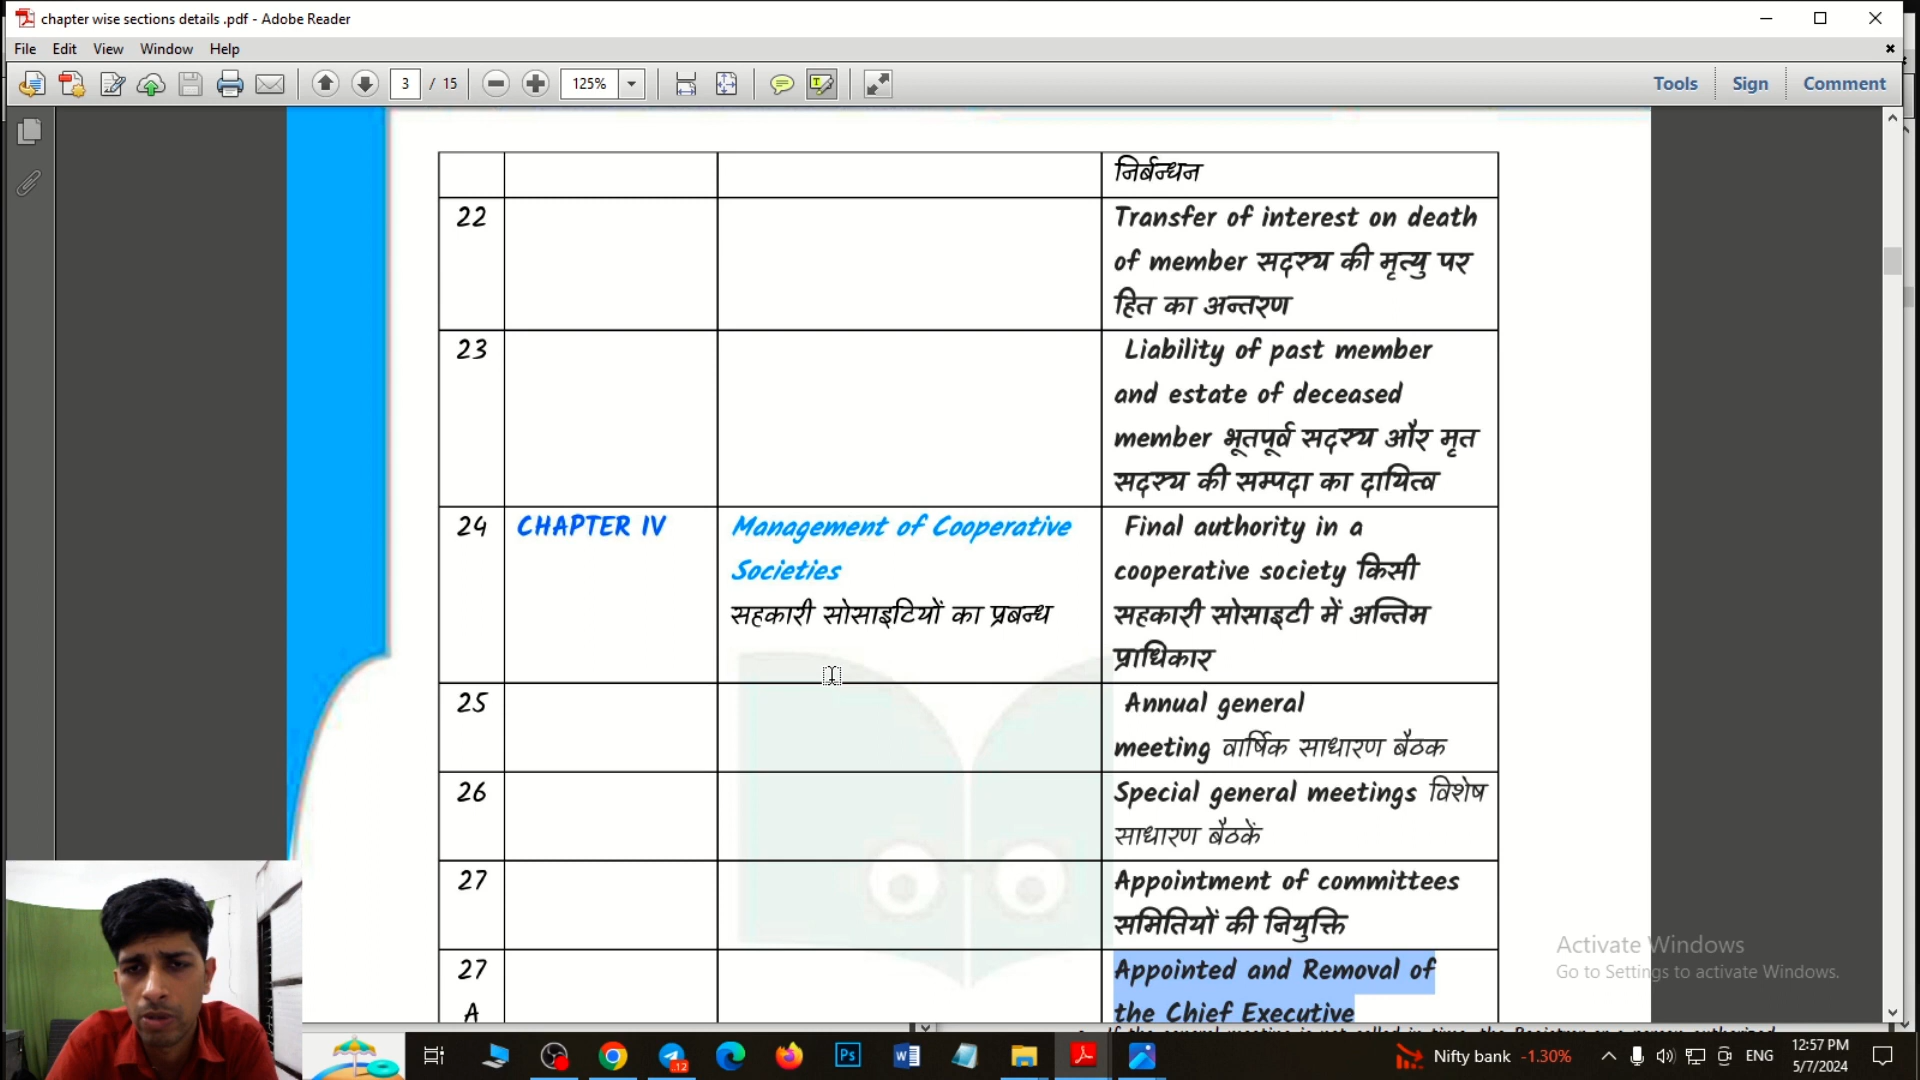 chapter wise sections details .pdf - Adobe Reader
File Edit View Window Help
3 / 15 125% Tools Sign Comment
निर्बन्धन
22 Transfer of interest on death
of member सदस्य की मृत्यु पर
हित का अन्तरण
23 Liability of past member
and estate of deceased
member भूतपूर्व सदस्य और मृत
सदस्य की सम्पदा का दायित्व
24 CHAPTER IV Management of Cooperative Final authority in a
Societies cooperative society किसी
सहकारी सोसाइटियों का प्रबन्ध सहकारी सोसाइटी में अन्तिम
प्राधिकार
25 Annual general
meeting वार्षिक साधारण बैठक
26 Special general meetings विशेष
साधारण बैठकें
27 Appointment of committees
समितियों की नियुक्ति
27 Appointed and Removal of
A the Chief Executive
Activate Windows
Go to Settings to activate Windows.
Nifty bank -1.30% ENG 12:57 PM
5/7/2024